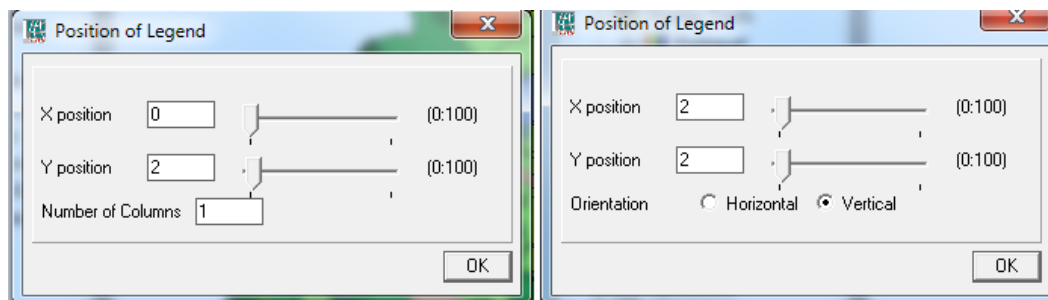 Position of Legend
X
X position 0 (0:100)
Y position 2 (0:100)
Number of Columns 1
OK
Position of Legend
X
X position 2 (0:100)
Y position 2 (0:100)
Orientation Horizontal Vertical
OK